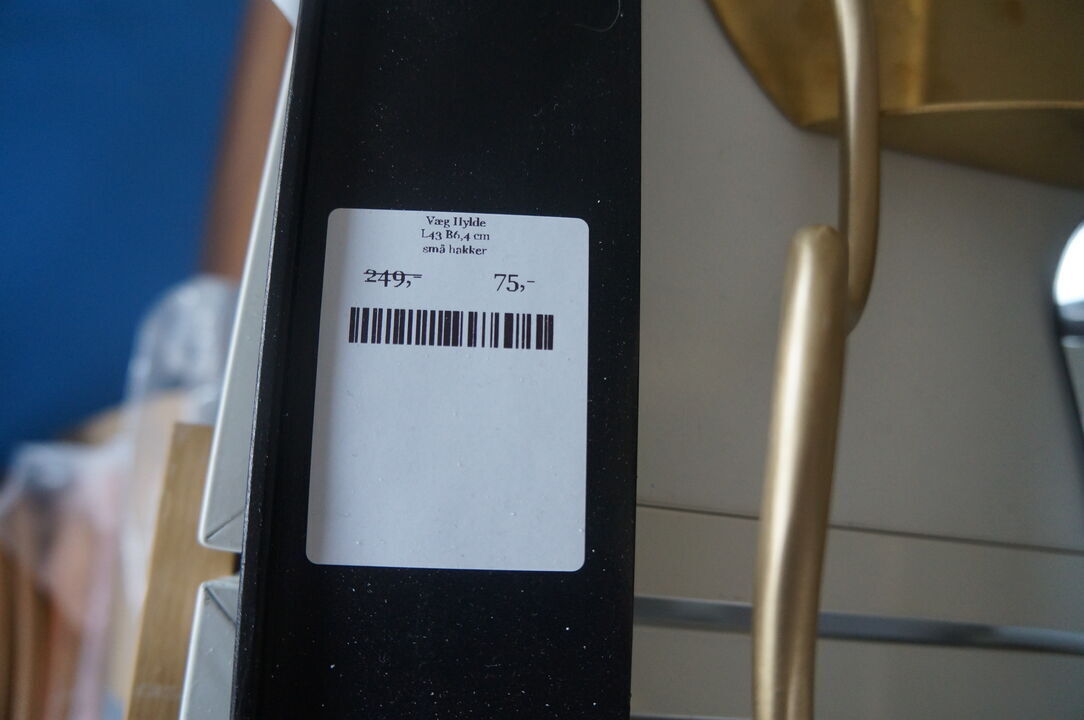 Væg Hylde
L43 B6,4 cm
små hakker
249,- 75,-